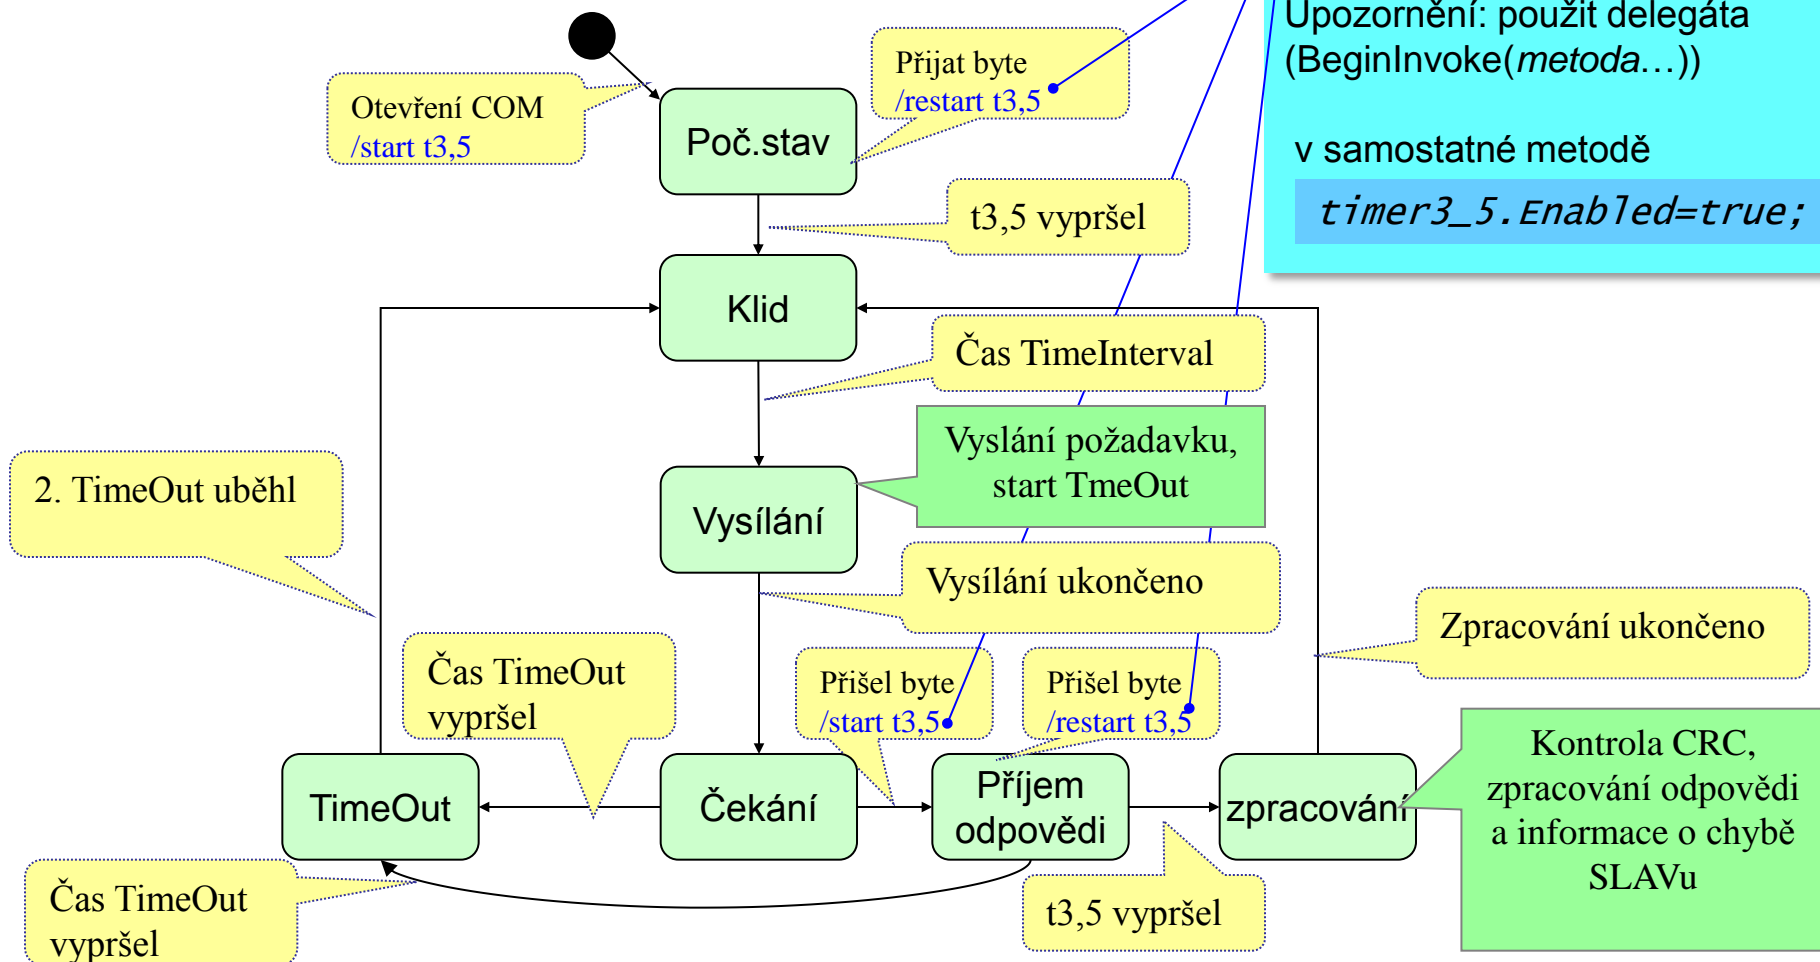 Upozornění: použit delegáta
(BeginInvoke(metoda…))
v samostatné metodě
timer3_5.Enabled=true;
Přijat byte
/restart t3,5
Otevření COM
/start t3,5
Poč.stav
t3,5 vypršel
Klid
Čas TimeInterval
Vyslání požadavku,
start TmeOut
2. TimeOut uběhl
Vysílání
Vysílání ukončeno
Zpracování ukončeno
Čas TimeOut
vypršel
Přišel byte
/start t3,5
Přišel byte
/restart t3,5
TimeOut
Čekání
Příjem
odpovědi
zpracování
Kontrola CRC,
zpracování odpovědi
a informace o chybě
SLAVu
Čas TimeOut
vypršel
t3,5 vypršel